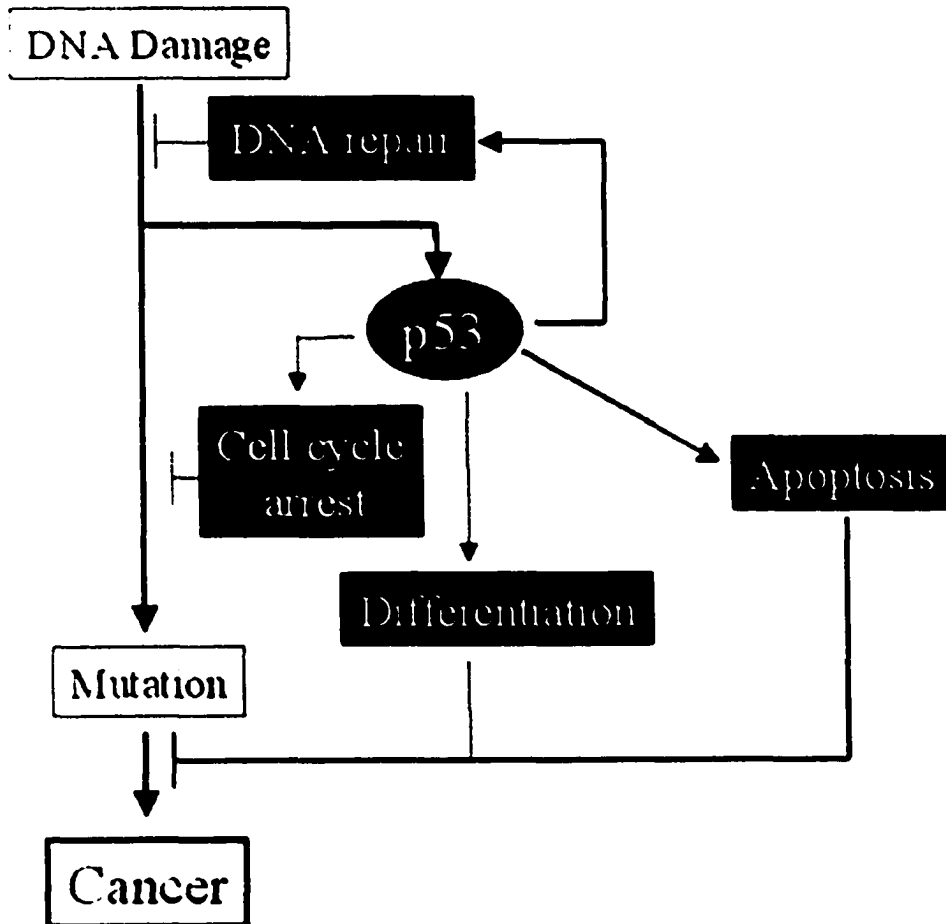 DNA Damage
DNA repair
p53
Cell cycle
arrest
Apoptosis
Differentiation
Mutation
Cancer